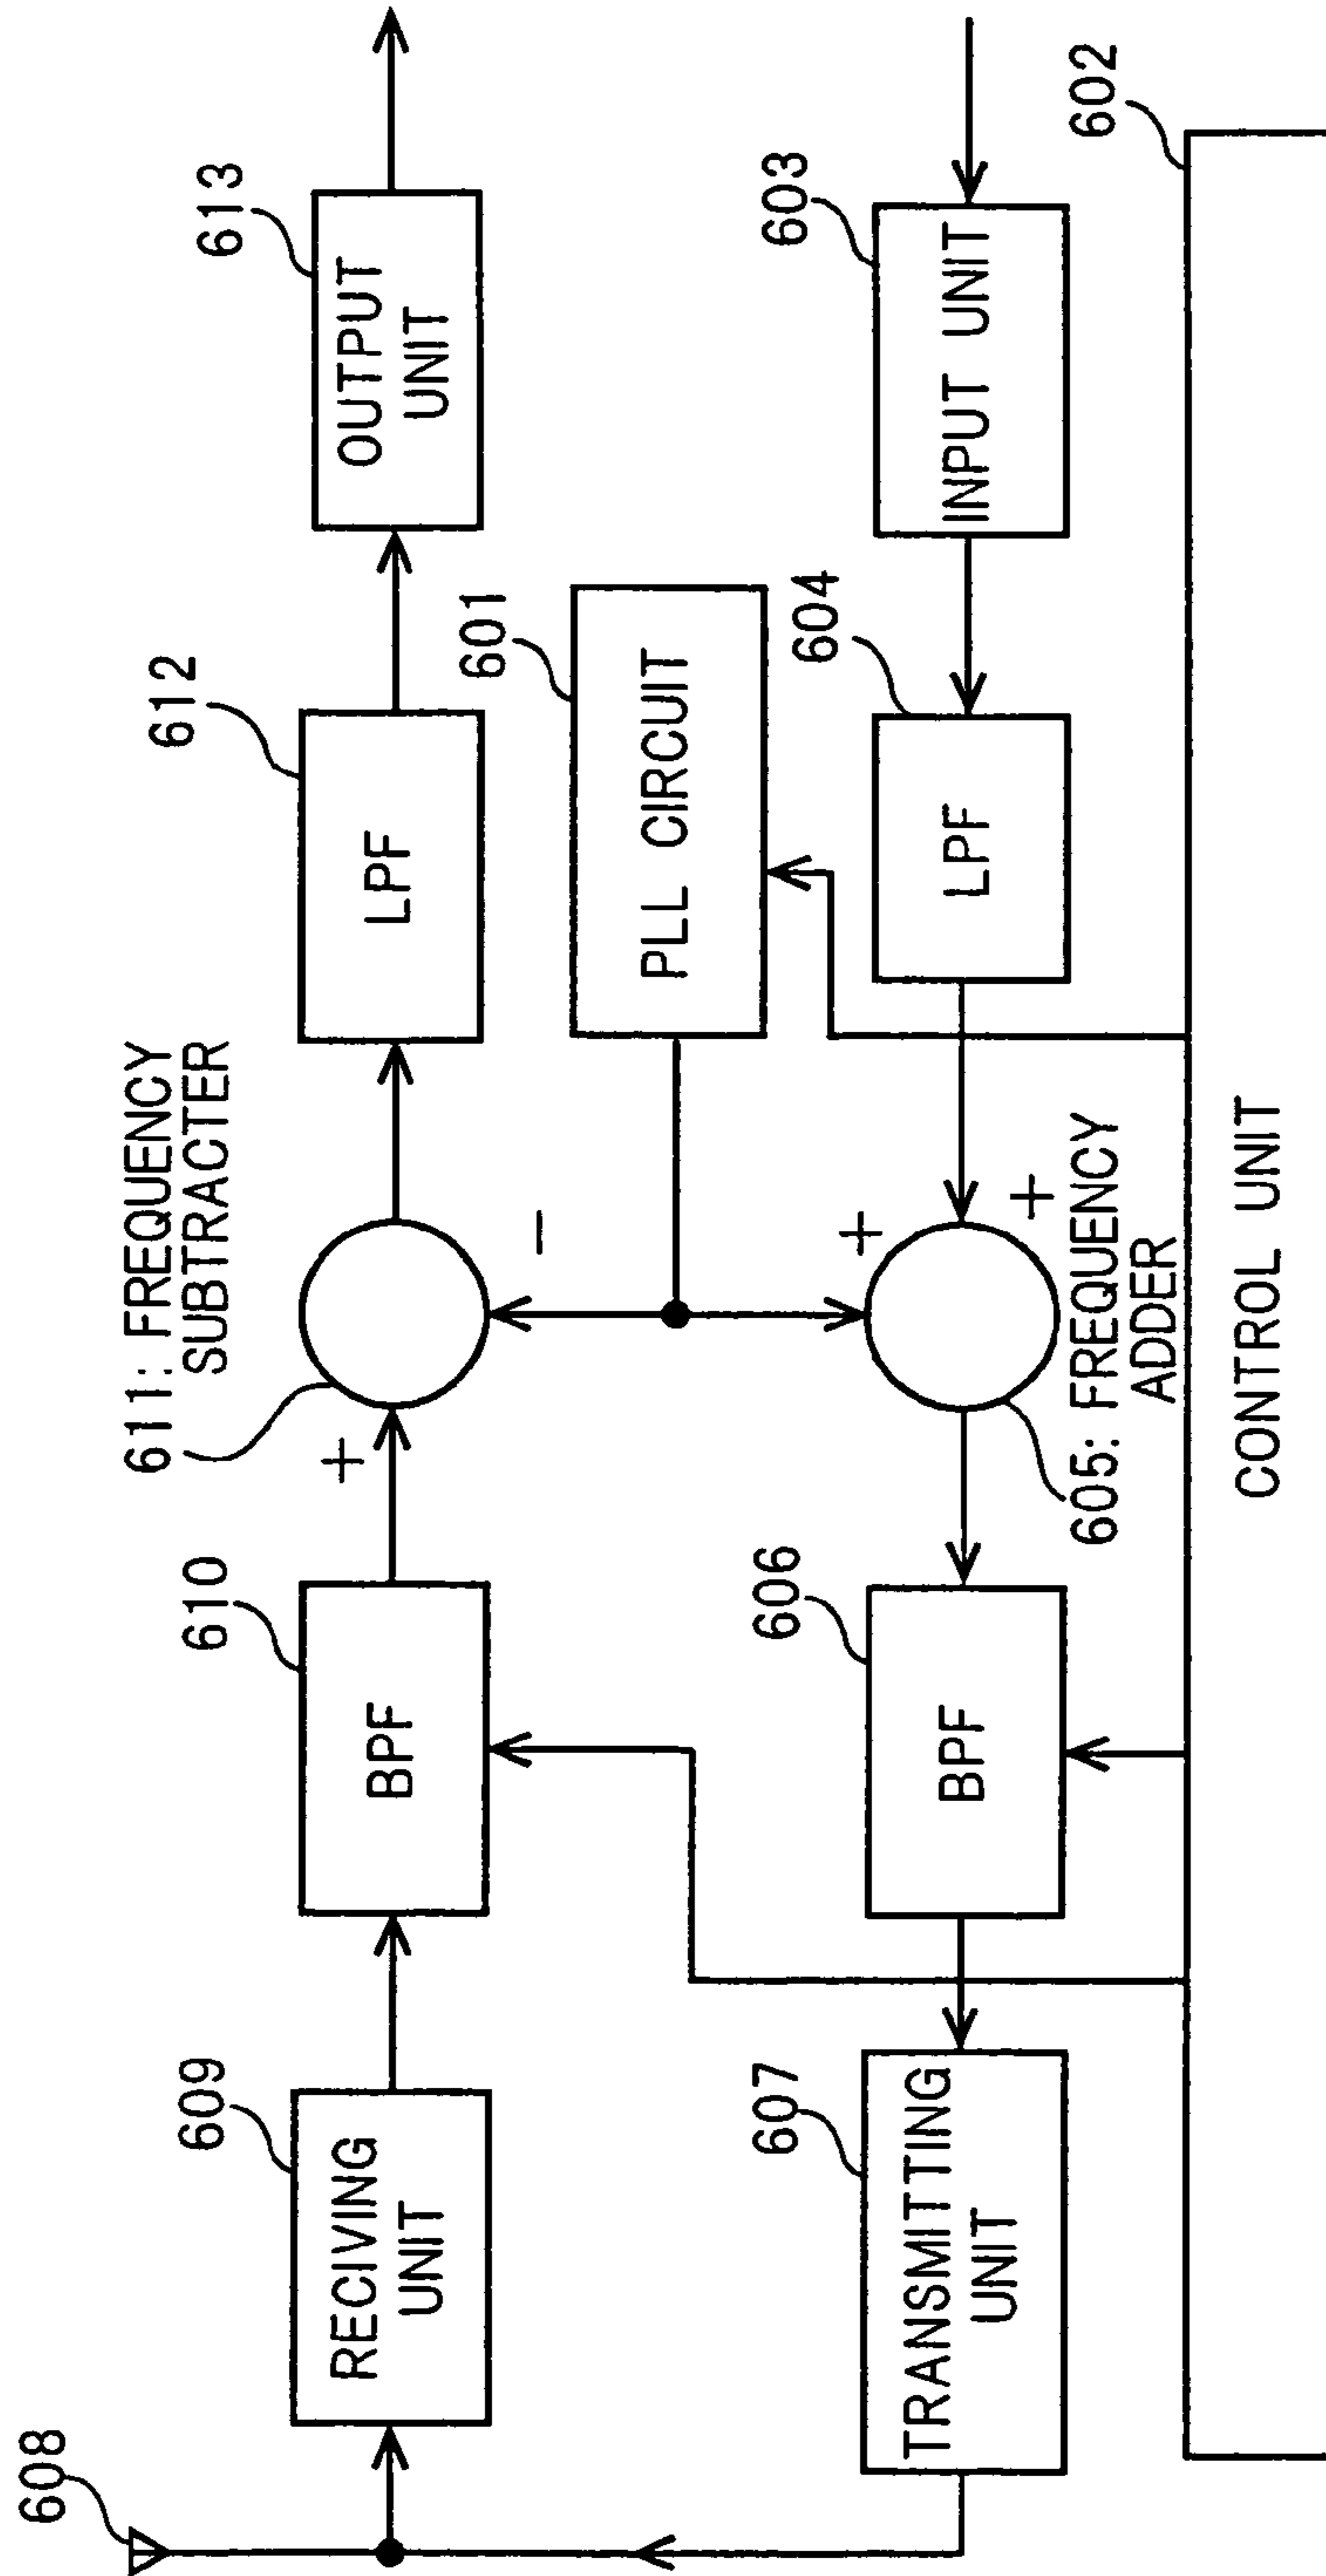 608
609
RECIVING
UNIT
610
BPF
611: FREQUENCY
SUBTRACTER
+
−
612
LPF
613
OUTPUT
UNIT
601
PLL CIRCUIT
607
TRANSMITTING
UNIT
606
BPF
605: FREQUENCY
ADDER
+
+
604
LPF
603
INPUT UNIT
602
CONTROL UNIT